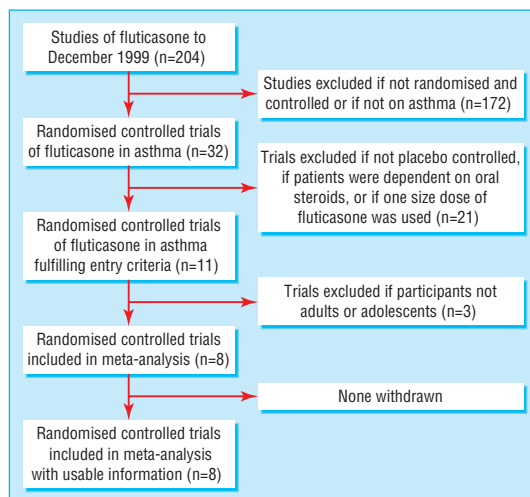 Studies of fluticasone to
December 1999 (n=204)
Studies excluded if not randomised and
controlled or if not on asthma (n=172)
Randomised controlled trials
of fluticasone in asthma (n=32)
Trials excluded if not placebo controlled,
if patients were dependent on oral
steroids, or if one size dose of
fluticasone was used (n=21)
Randomised controlled trials
of fluticasone in asthma
fulfilling entry criteria (n=11)
Trials excluded if participants not
adults or adolescents (n=3)
Randomised controlled trials
included in meta-analysis (n=8)
None withdrawn
Randomised controlled trials
included in meta-analysis
with usable information (n=8)